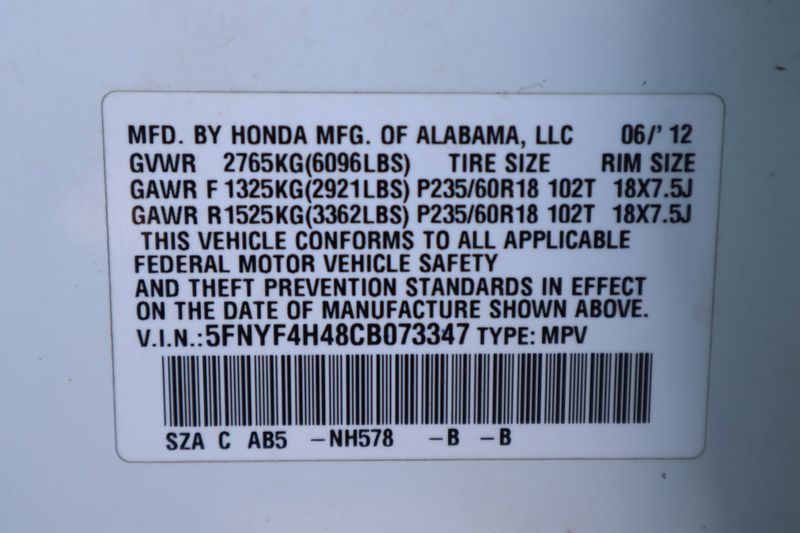 MFD. BY HONDA MFG. OF ALABAMA, LLC 06/' 12
GVWR 2765KG(6096LBS) TIRE SIZE RIM SIZE
GAWR F 1325KG(2921LBS) P235/60R18 102T 18X7.5J
GAWR R1525KG(3362LBS) P235/60R18 102T 18X7.5J
THIS VEHICLE CONFORMS TO ALL APPLICABLE
FEDERAL MOTOR VEHICLE SAFETY
AND THEFT PREVENTION STANDARDS IN EFFECT
ON THE DATE OF MANUFACTURE SHOWN ABOVE.
V.I.N.:5FNYF4H48CB073347 TYPE: MPV
SZA C AB5 -NH578 -B -B